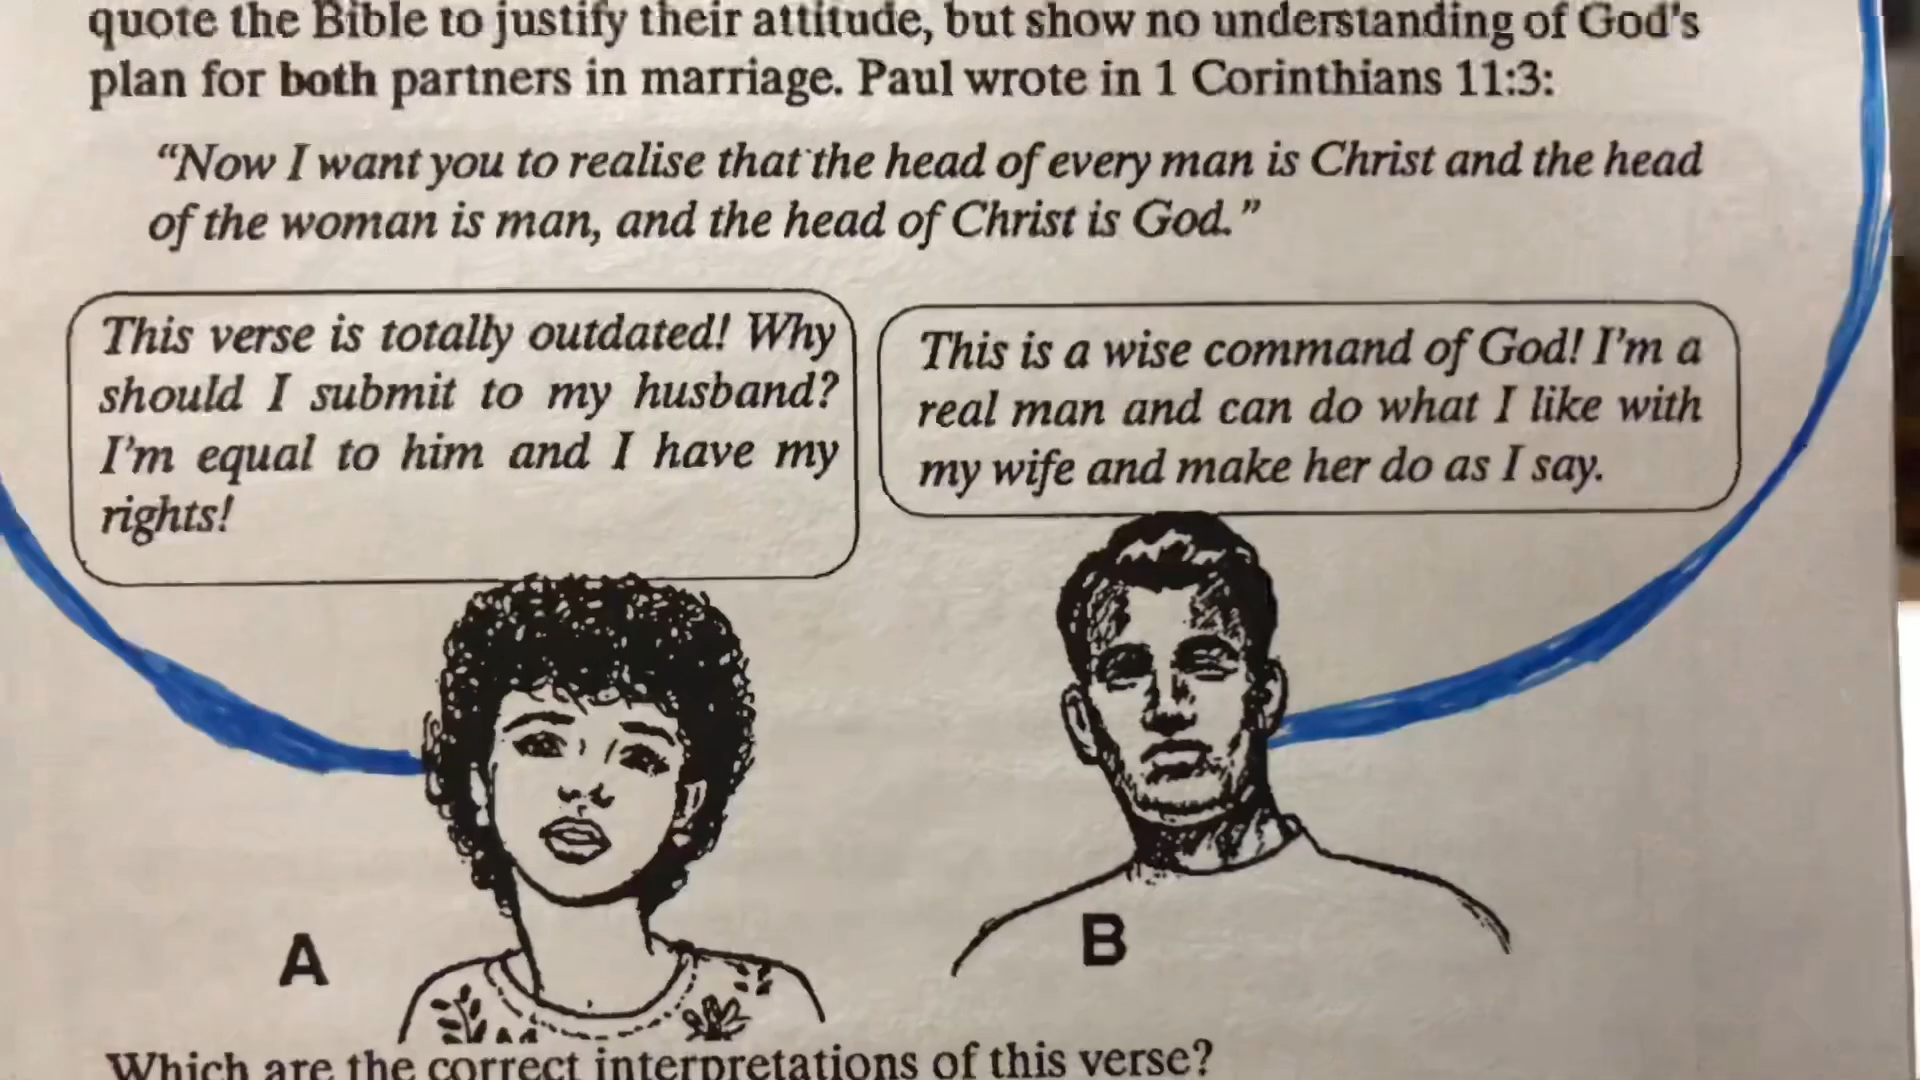 quote the Bible to justify their attitude, but show no understanding of God's
plan for both partners in marriage. Paul wrote in 1 Corinthians 11:3:
“Now I want you to realise that the head of every man is Christ and the head
of the woman is man, and the head of Christ is God.”
This verse is totally outdated! Why
should I submit to my husband?
I'm equal to him and I have my
rights!
This is a wise command of God! I'm a
real man and can do what I like with
my wife and make her do as I say.
A
B
Which are the correct interpretations of this verse?